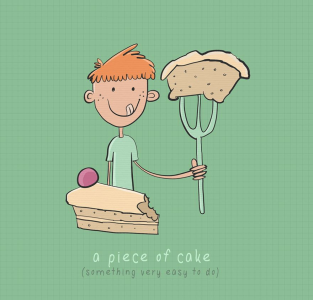 a piece of cake
(something very easy to do)